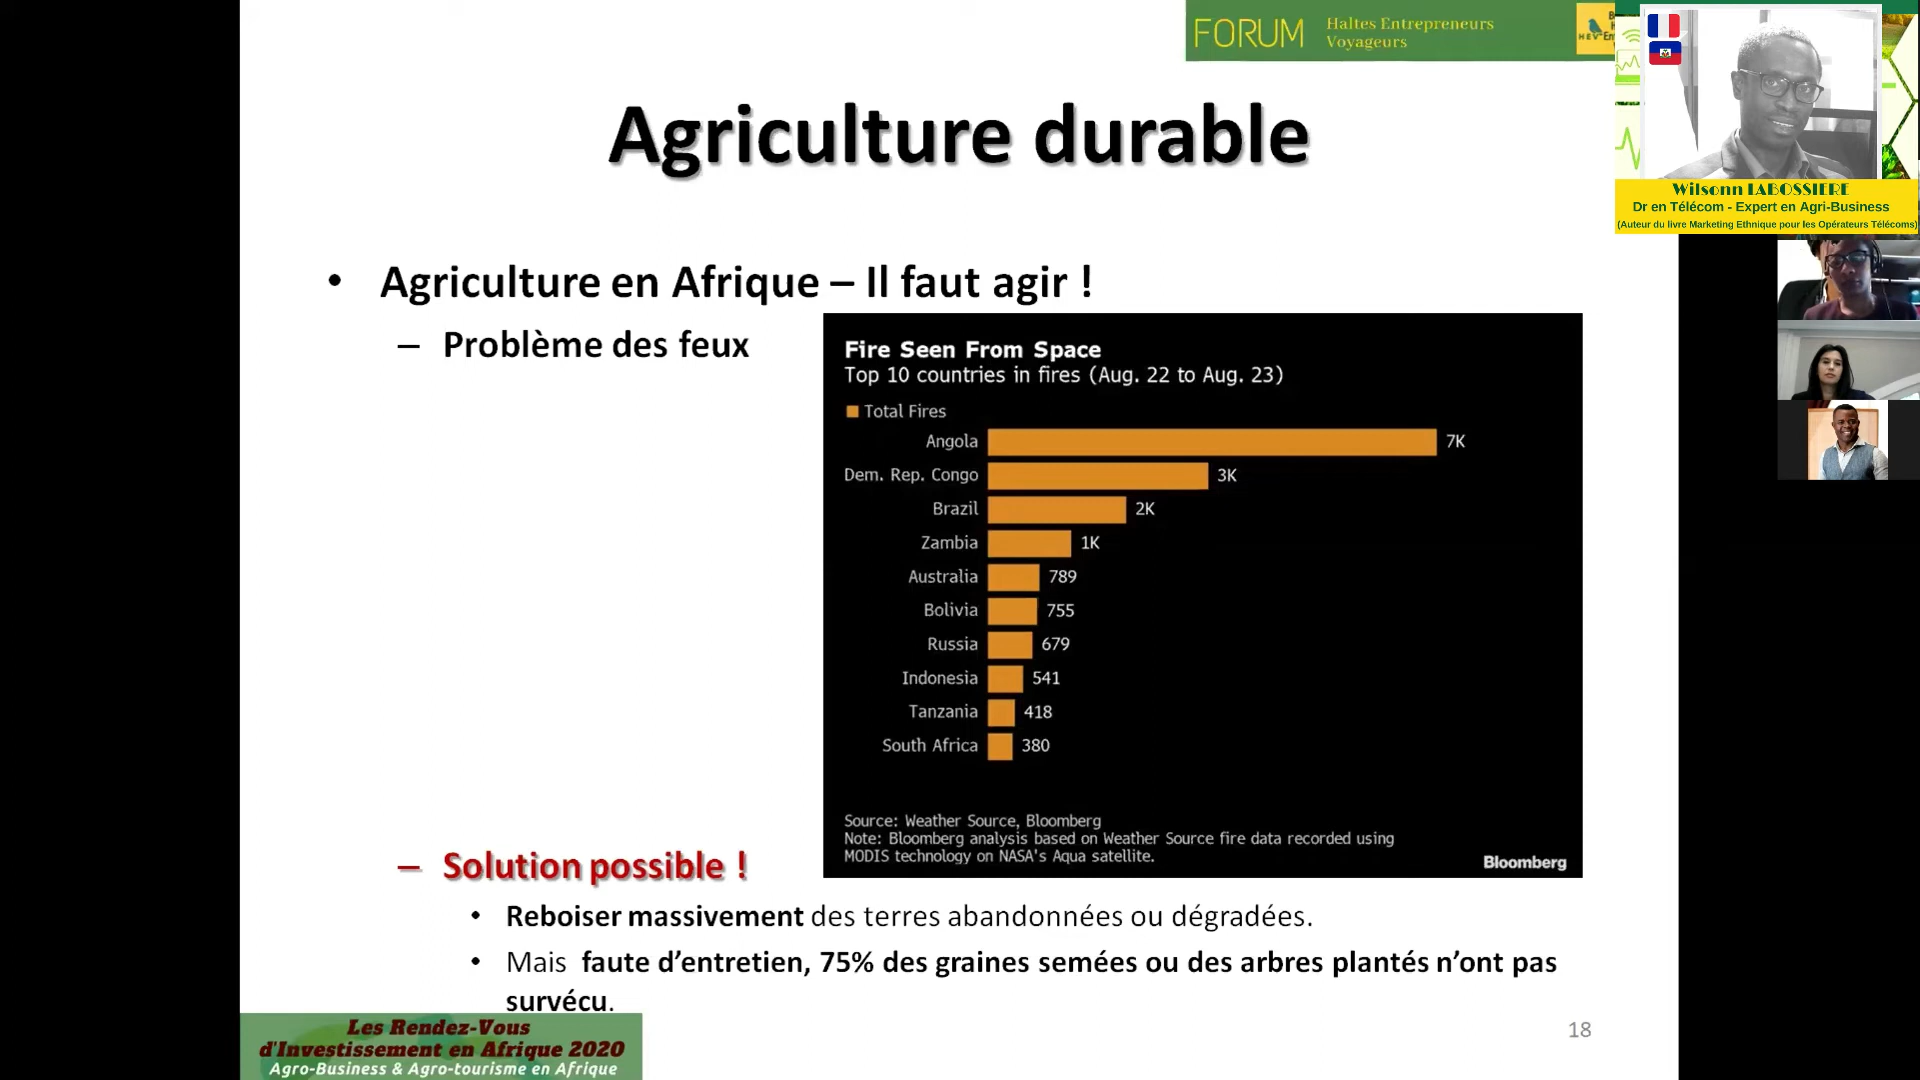 FORUM
Haltes Entrepreneurs
Voyageurs
Wilsonn LABOSSIERE
Dr en Télécom - Expert en Agri-Business
(Auteur du livre Marketing Ethnique pour les Opérateurs Télécoms)
Agriculture durable
• Agriculture en Afrique – Il faut agir !
– Problème des feux
Fire Seen From Space
Top 10 countries in fires (Aug. 22 to Aug. 23)
Total Fires
Angola 7K
Dem. Rep. Congo 3K
Brazil 2K
Zambia 1K
Australia 789
Bolivia 755
Russia 679
Indonesia 541
Tanzania 418
South Africa 380
Source: Weather Source, Bloomberg
Note: Bloomberg analysis based on Weather Source fire data recorded using
MODIS technology on NASA's Aqua satellite.
Bloomberg
– Solution possible !
• Reboiser massivement des terres abandonnées ou dégradées.
• Mais faute d’entretien, 75% des graines semées ou des arbres plantés n’ont pas
survécu.
Les Rendez-Vous
d'Investissement en Afrique 2020
Agro-Business & Agro-tourisme en Afrique
18